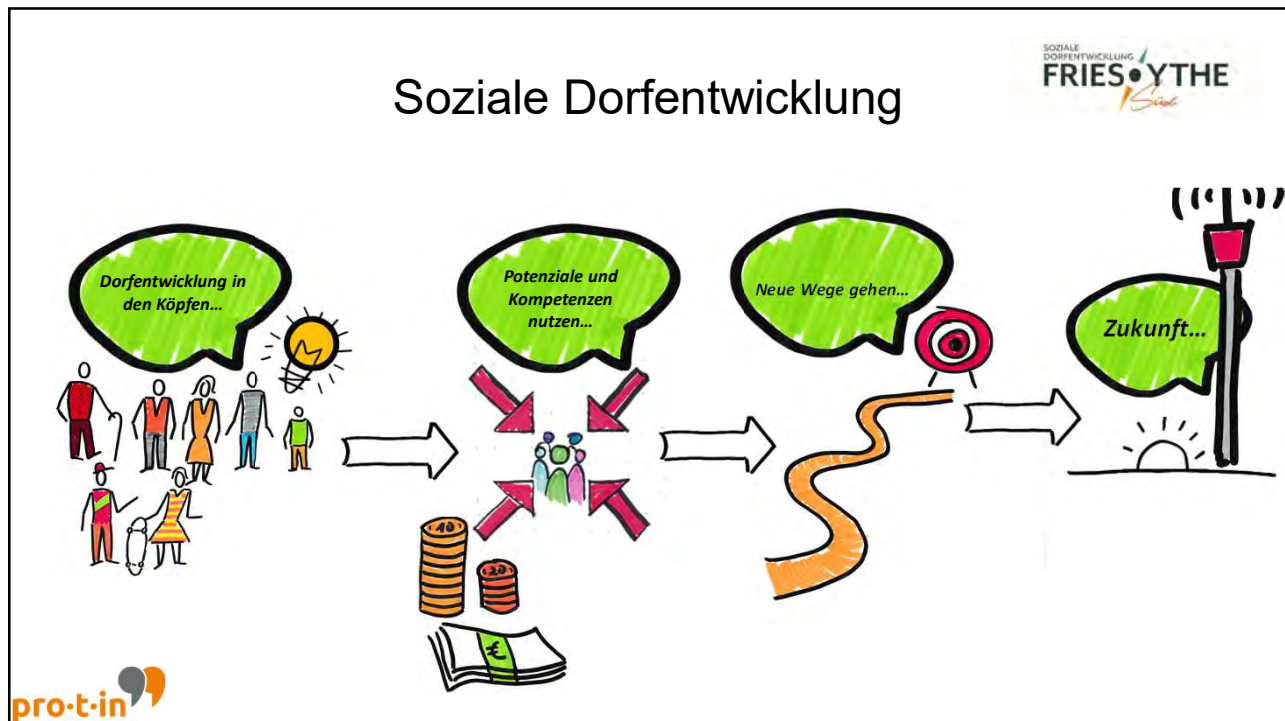 Soziale Dorfentwicklung
SOZIALE
DORFENTWICKLUNG
FRIESOYTHE
Süd
Dorfentwicklung in
den Köpfen...
Potenziale und
Kompetenzen
nutzen...
Neue Wege gehen...
Zukunft...
10
20
€
pro·t·in